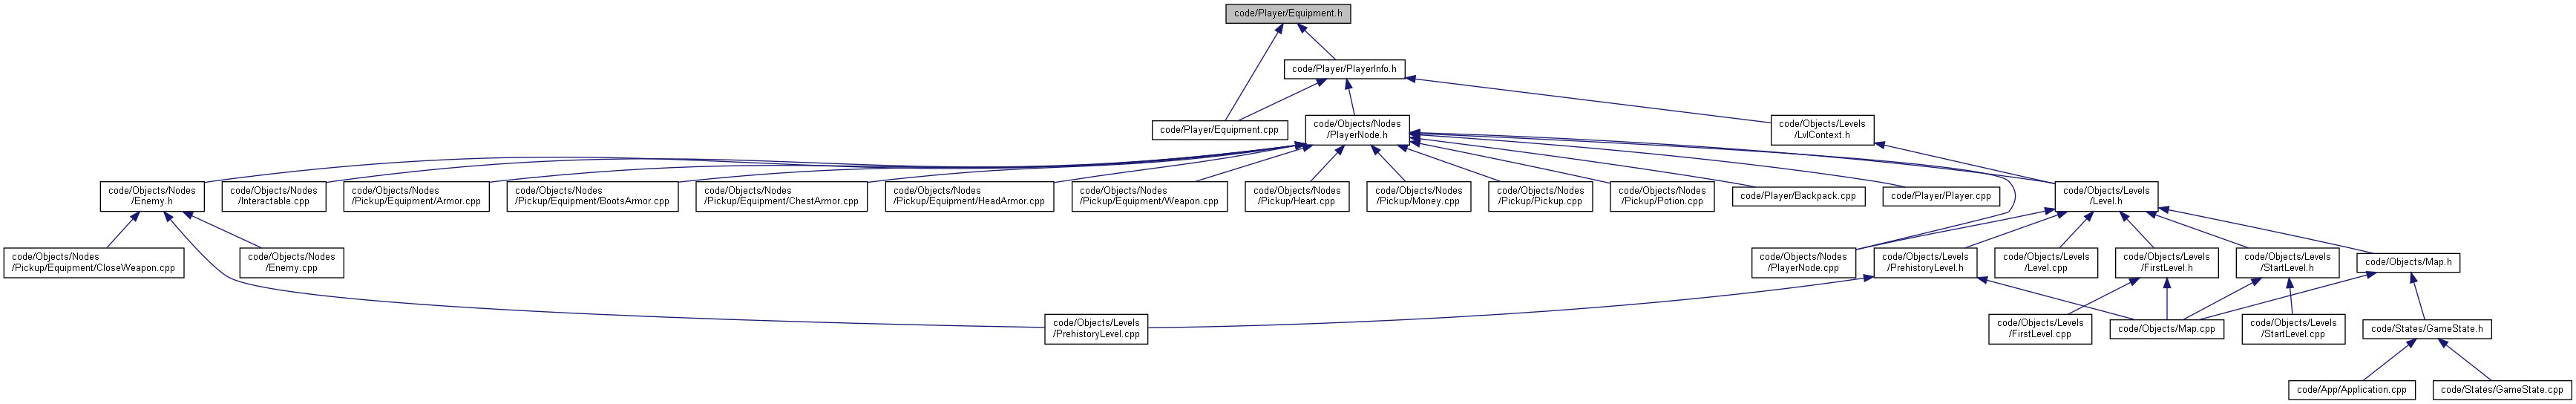 code/Player/Equipment.h
code/Player/PlayerInfo.h
code/Player/Equipment.cpp
code/Objects/Nodes
/PlayerNode.h
code/Objects/Levels
/LvlContext.h
code/Objects/Nodes
/Enemy.h
code/Objects/Nodes
/Interactable.cpp
code/Objects/Nodes
/Pickup/Equipment/Armor.cpp
code/Objects/Nodes
/Pickup/Equipment/BootsArmor.cpp
code/Objects/Nodes
/Pickup/Equipment/ChestArmor.cpp
code/Objects/Nodes
/Pickup/Equipment/HeadArmor.cpp
code/Objects/Nodes
/Pickup/Equipment/Weapon.cpp
code/Objects/Nodes
/Pickup/Heart.cpp
code/Objects/Nodes
/Pickup/Money.cpp
code/Objects/Nodes
/Pickup/Pickup.cpp
code/Objects/Nodes
/Pickup/Potion.cpp
code/Player/Backpack.cpp
code/Player/Player.cpp
code/Objects/Levels
/Level.h
code/Objects/Nodes
/Pickup/Equipment/CloseWeapon.cpp
code/Objects/Nodes
/Enemy.cpp
code/Objects/Nodes
/PlayerNode.cpp
code/Objects/Levels
/PrehistoryLevel.h
code/Objects/Levels
/Level.cpp
code/Objects/Levels
/FirstLevel.h
code/Objects/Levels
/StartLevel.h
code/Objects/Map.h
code/Objects/Levels
/PrehistoryLevel.cpp
code/Objects/Levels
/FirstLevel.cpp
code/Objects/Map.cpp
code/Objects/Levels
/StartLevel.cpp
code/States/GameState.h
code/App/Application.cpp
code/States/GameState.cpp